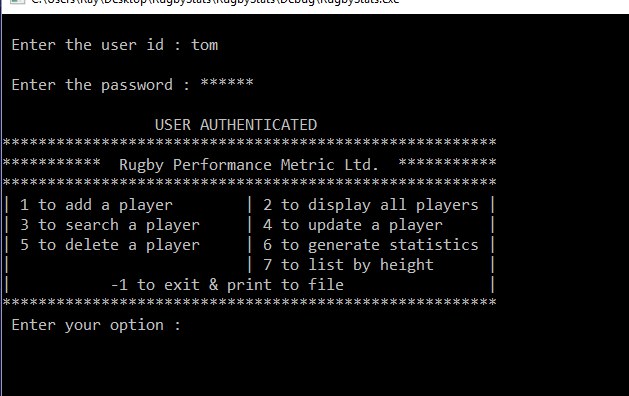 C:\Users\Ray\Desktop\RugbyStats\RugbyStats\Debug\RugbyStats.exe
Enter the user id : tom
Enter the password : ******
USER AUTHENTICATED
*******************************************************
*********** Rugby Performance Metric Ltd. ***********
*******************************************************
| 1 to add a player | 2 to display all players |
| 3 to search a player | 4 to update a player |
| 5 to delete a player | 6 to generate statistics |
| | 7 to list by height |
| -1 to exit & print to file |
*******************************************************
Enter your option :